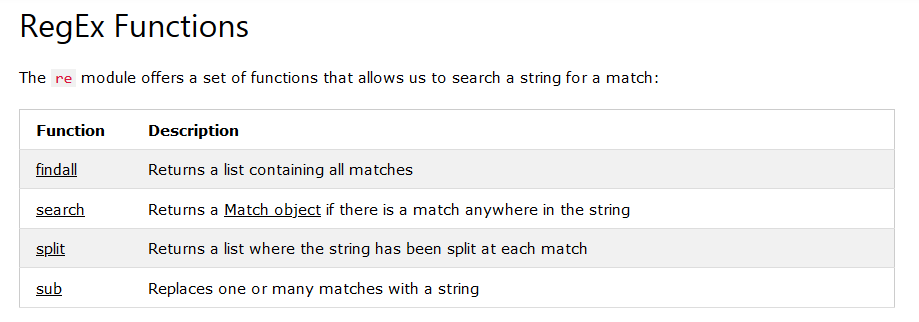 RegEx Functions
The re module offers a set of functions that allows us to search a string for a match:
Function Description
findall Returns a list containing all matches
search Returns a Match object if there is a match anywhere in the string
split Returns a list where the string has been split at each match
sub Replaces one or many matches with a string